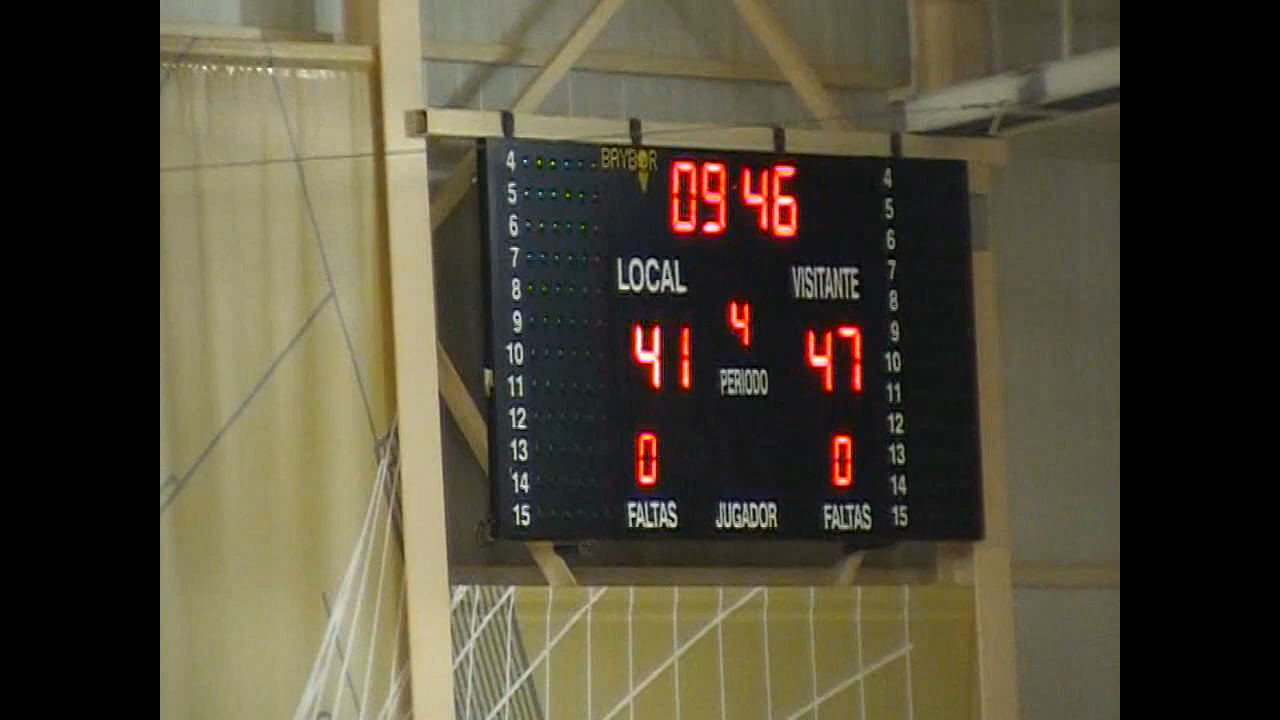 BRYBOR
09:46
4 4
5 5
6 6
7 LOCAL VISITANTE 7
8 8
9 4 9
10 41 47 10
11 PERIODO 11
12 12
13 0 0 13
14 14
15 FALTAS JUGADOR FALTAS 15